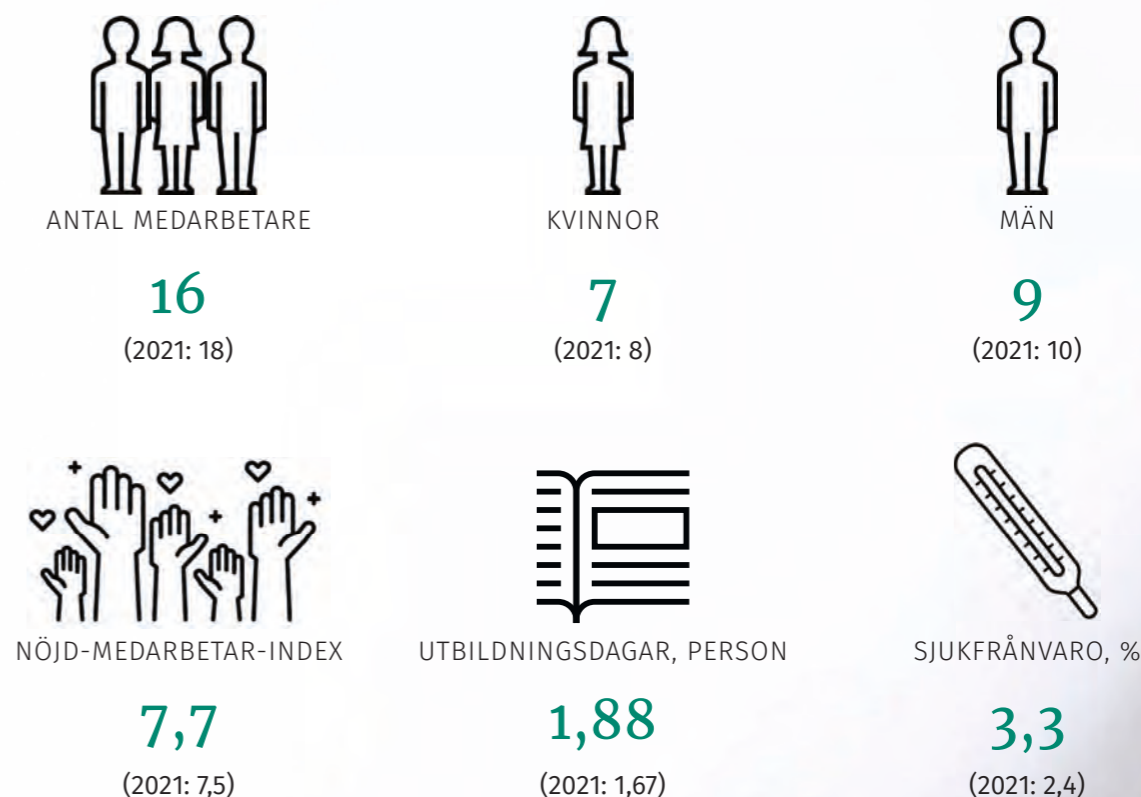 ANTAL MEDARBETARE
KVINNOR
MÄN
16
7
9
(2021: 18)
(2021: 8)
(2021: 10)
NÖJD-MEDARBETAR-INDEX
UTBILDNINGSDAGAR, PERSON
SJUKFRÅNVARO, %
7,7
1,88
3,3
(2021: 7,5)
(2021: 1,67)
(2021: 2,4)